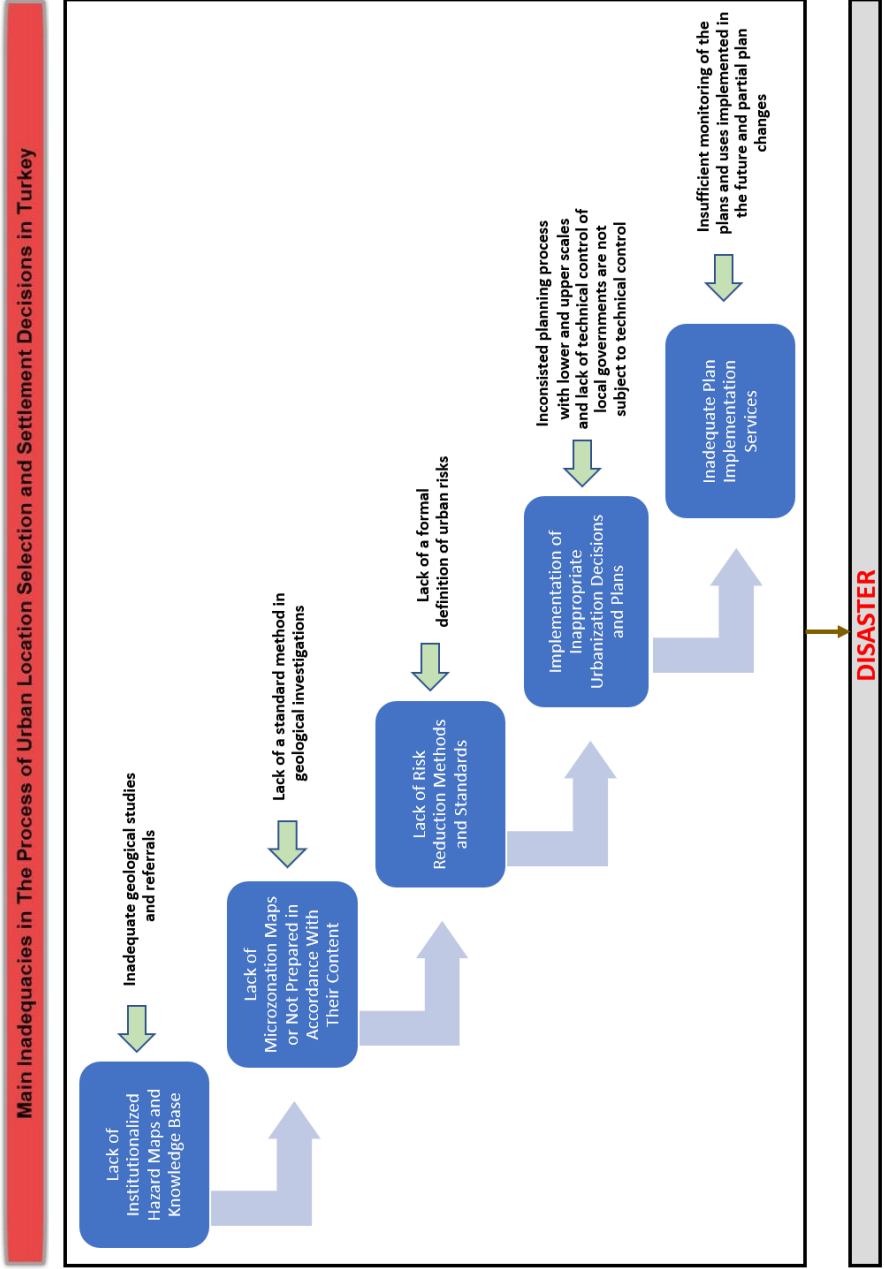 Main Inadequacies in The Process of Urban Location Selection and Settlement Decisions in Turkey
Lack of
Institutionalized
Hazard Maps and
Knowledge Base
Inadequate geological studies
and referrals
Lack of
Microzonation Maps
or Not Prepared in
Accordance With
Their Content
Lack of a standard method in
geological investigations
Lack of Risk
Reduction Methods
and Standards
Lack of a formal
definition of urban risks
Implementation of
Inappropriate
Urbanization Decisions
and Plans
Inconsisted planning process
with lower and upper scales
and lack of technical control of
local governments are not
subject to technical control
Inadequate Plan
Implementation
Services
Insufficient monitoring of the
plans and uses implemented in
the future and partial plan
changes
DISASTER